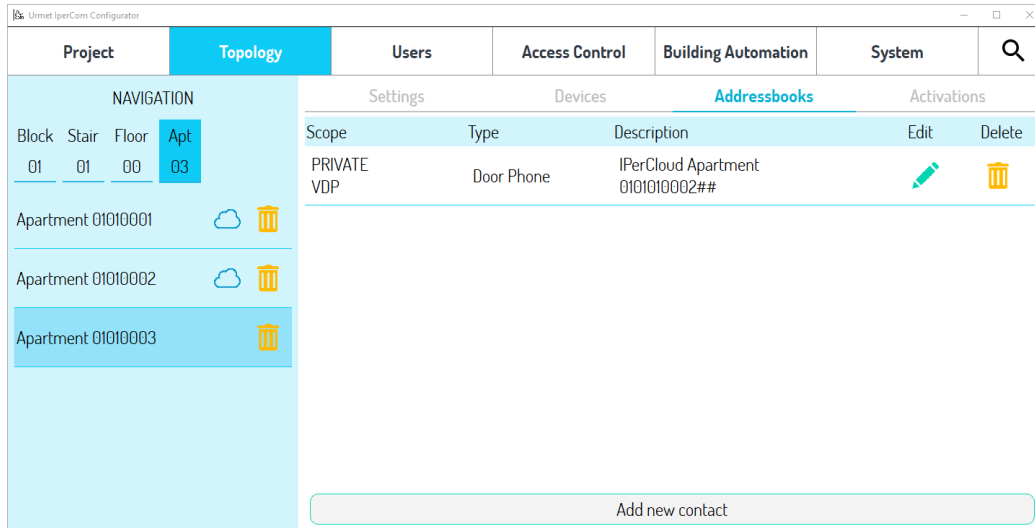 Urmet IperCom Configurator
Project Topology Users Access Control Building Automation System
NAVIGATION
Block Stair Floor Apt
01 01 00 03
Apartment 01010001
Apartment 01010002
Apartment 01010003
Settings Devices Addressbooks Activations
Scope Type Description Edit Delete
PRIVATE VDP Door Phone IPerCloud Apartment 0101010002##
Add new contact